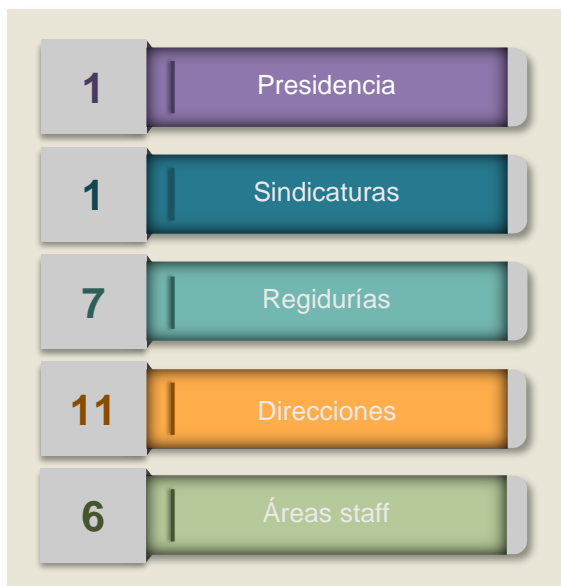 1 Presidencia
1 Sindicaturas
7 Regidurías
11 Direcciones
6 Áreas staff